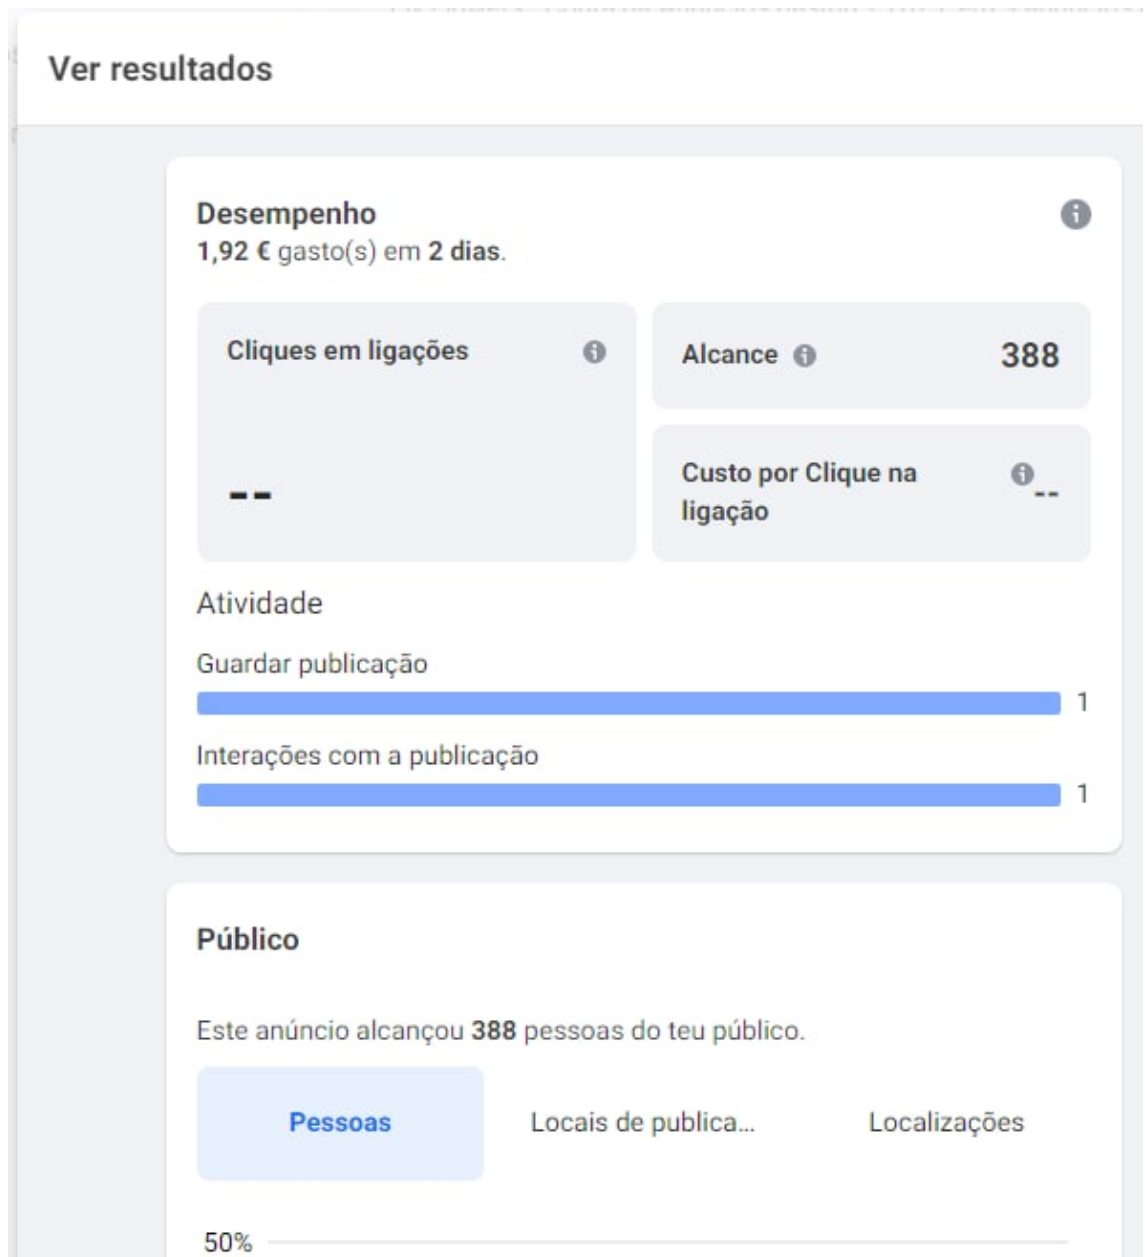 Ver resultados
Desempenho
1,92 € gasto(s) em 2 dias.
Cliques em ligações
--
Alcance
388
Custo por Clique na
ligação
--
Atividade
Guardar publicação
1
Interações com a publicação
1
Público
Este anúncio alcançou 388 pessoas do teu público.
Pessoas
Locais de publica...
Localizações
50%